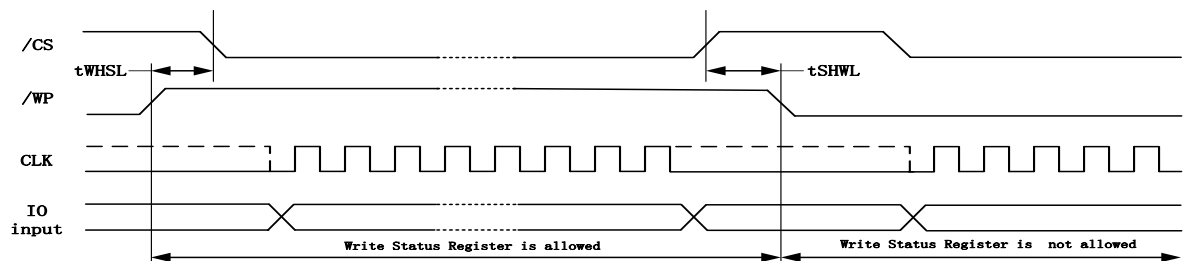 /CS
tWHSL
tSHWL
/WP
CLK
IO
input
Write Status Register is allowed
Write Status Register is not allowed